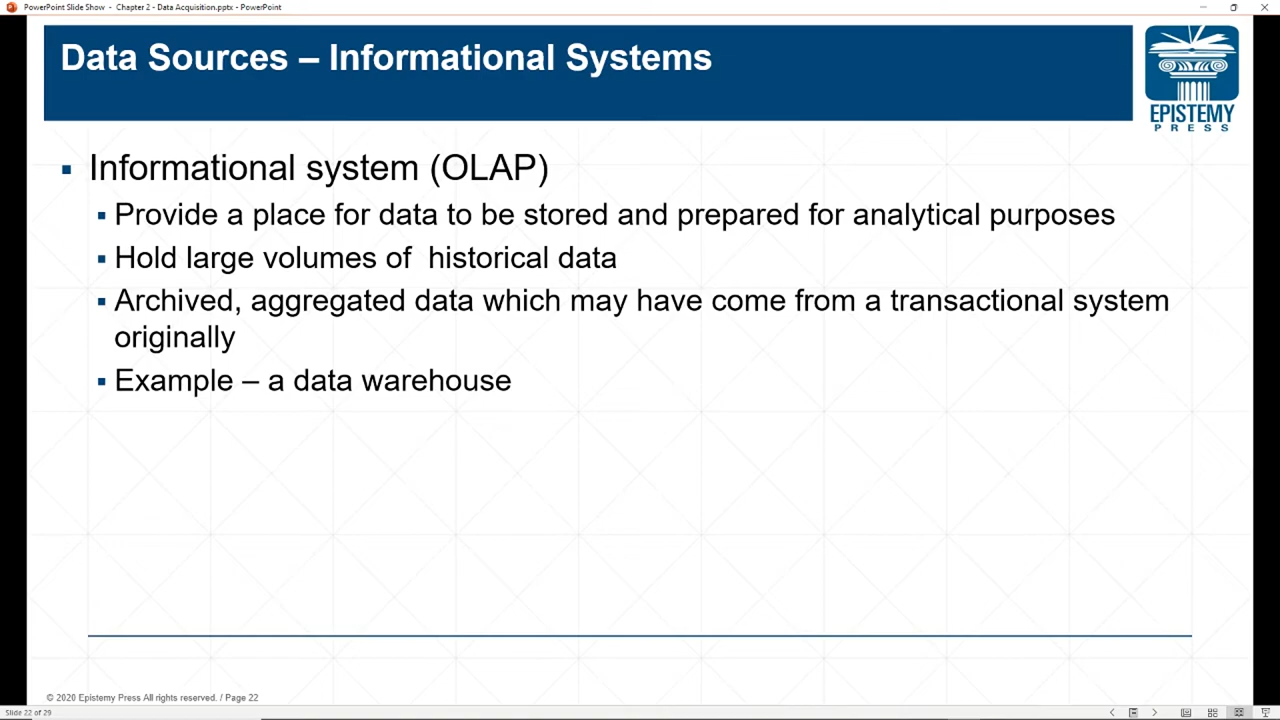 PowerPoint Slide Show - Chapter 2 - Data Acquisition.pptx - PowerPoint
Data Sources – Informational Systems
EPISTEMY
PRESS
▪ Informational system (OLAP)
▪ Provide a place for data to be stored and prepared for analytical purposes
▪ Hold large volumes of  historical data
▪ Archived, aggregated data which may have come from a transactional system
originally
▪ Example – a data warehouse
© 2020 Epistemy Press All rights reserved. / Page 22
Slide 22 of 29